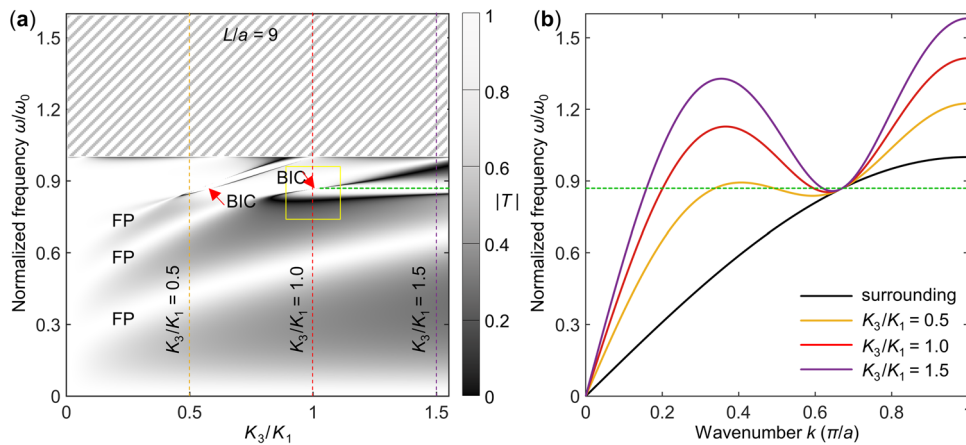 (a)
L/a = 9
Normalized frequency ω/ω₀
1.5
1.2
0.9
0.6
0.3
0
BIC
BIC
FP
FP
FP
K₃/K₁ = 0.5
K₃/K₁ = 1.0
K₃/K₁ = 1.5
0
0.5
1
1.5
K₃/K₁
1
0.8
0.6
|T|
0.4
0.2
0
(b)
Normalized frequency ω/ω₀
1.5
1.2
0.9
0.6
0.3
0
surrounding
K₃/K₁ = 0.5
K₃/K₁ = 1.0
K₃/K₁ = 1.5
0
0.2
0.4
0.6
0.8
1
Wavenumber k (π/a)